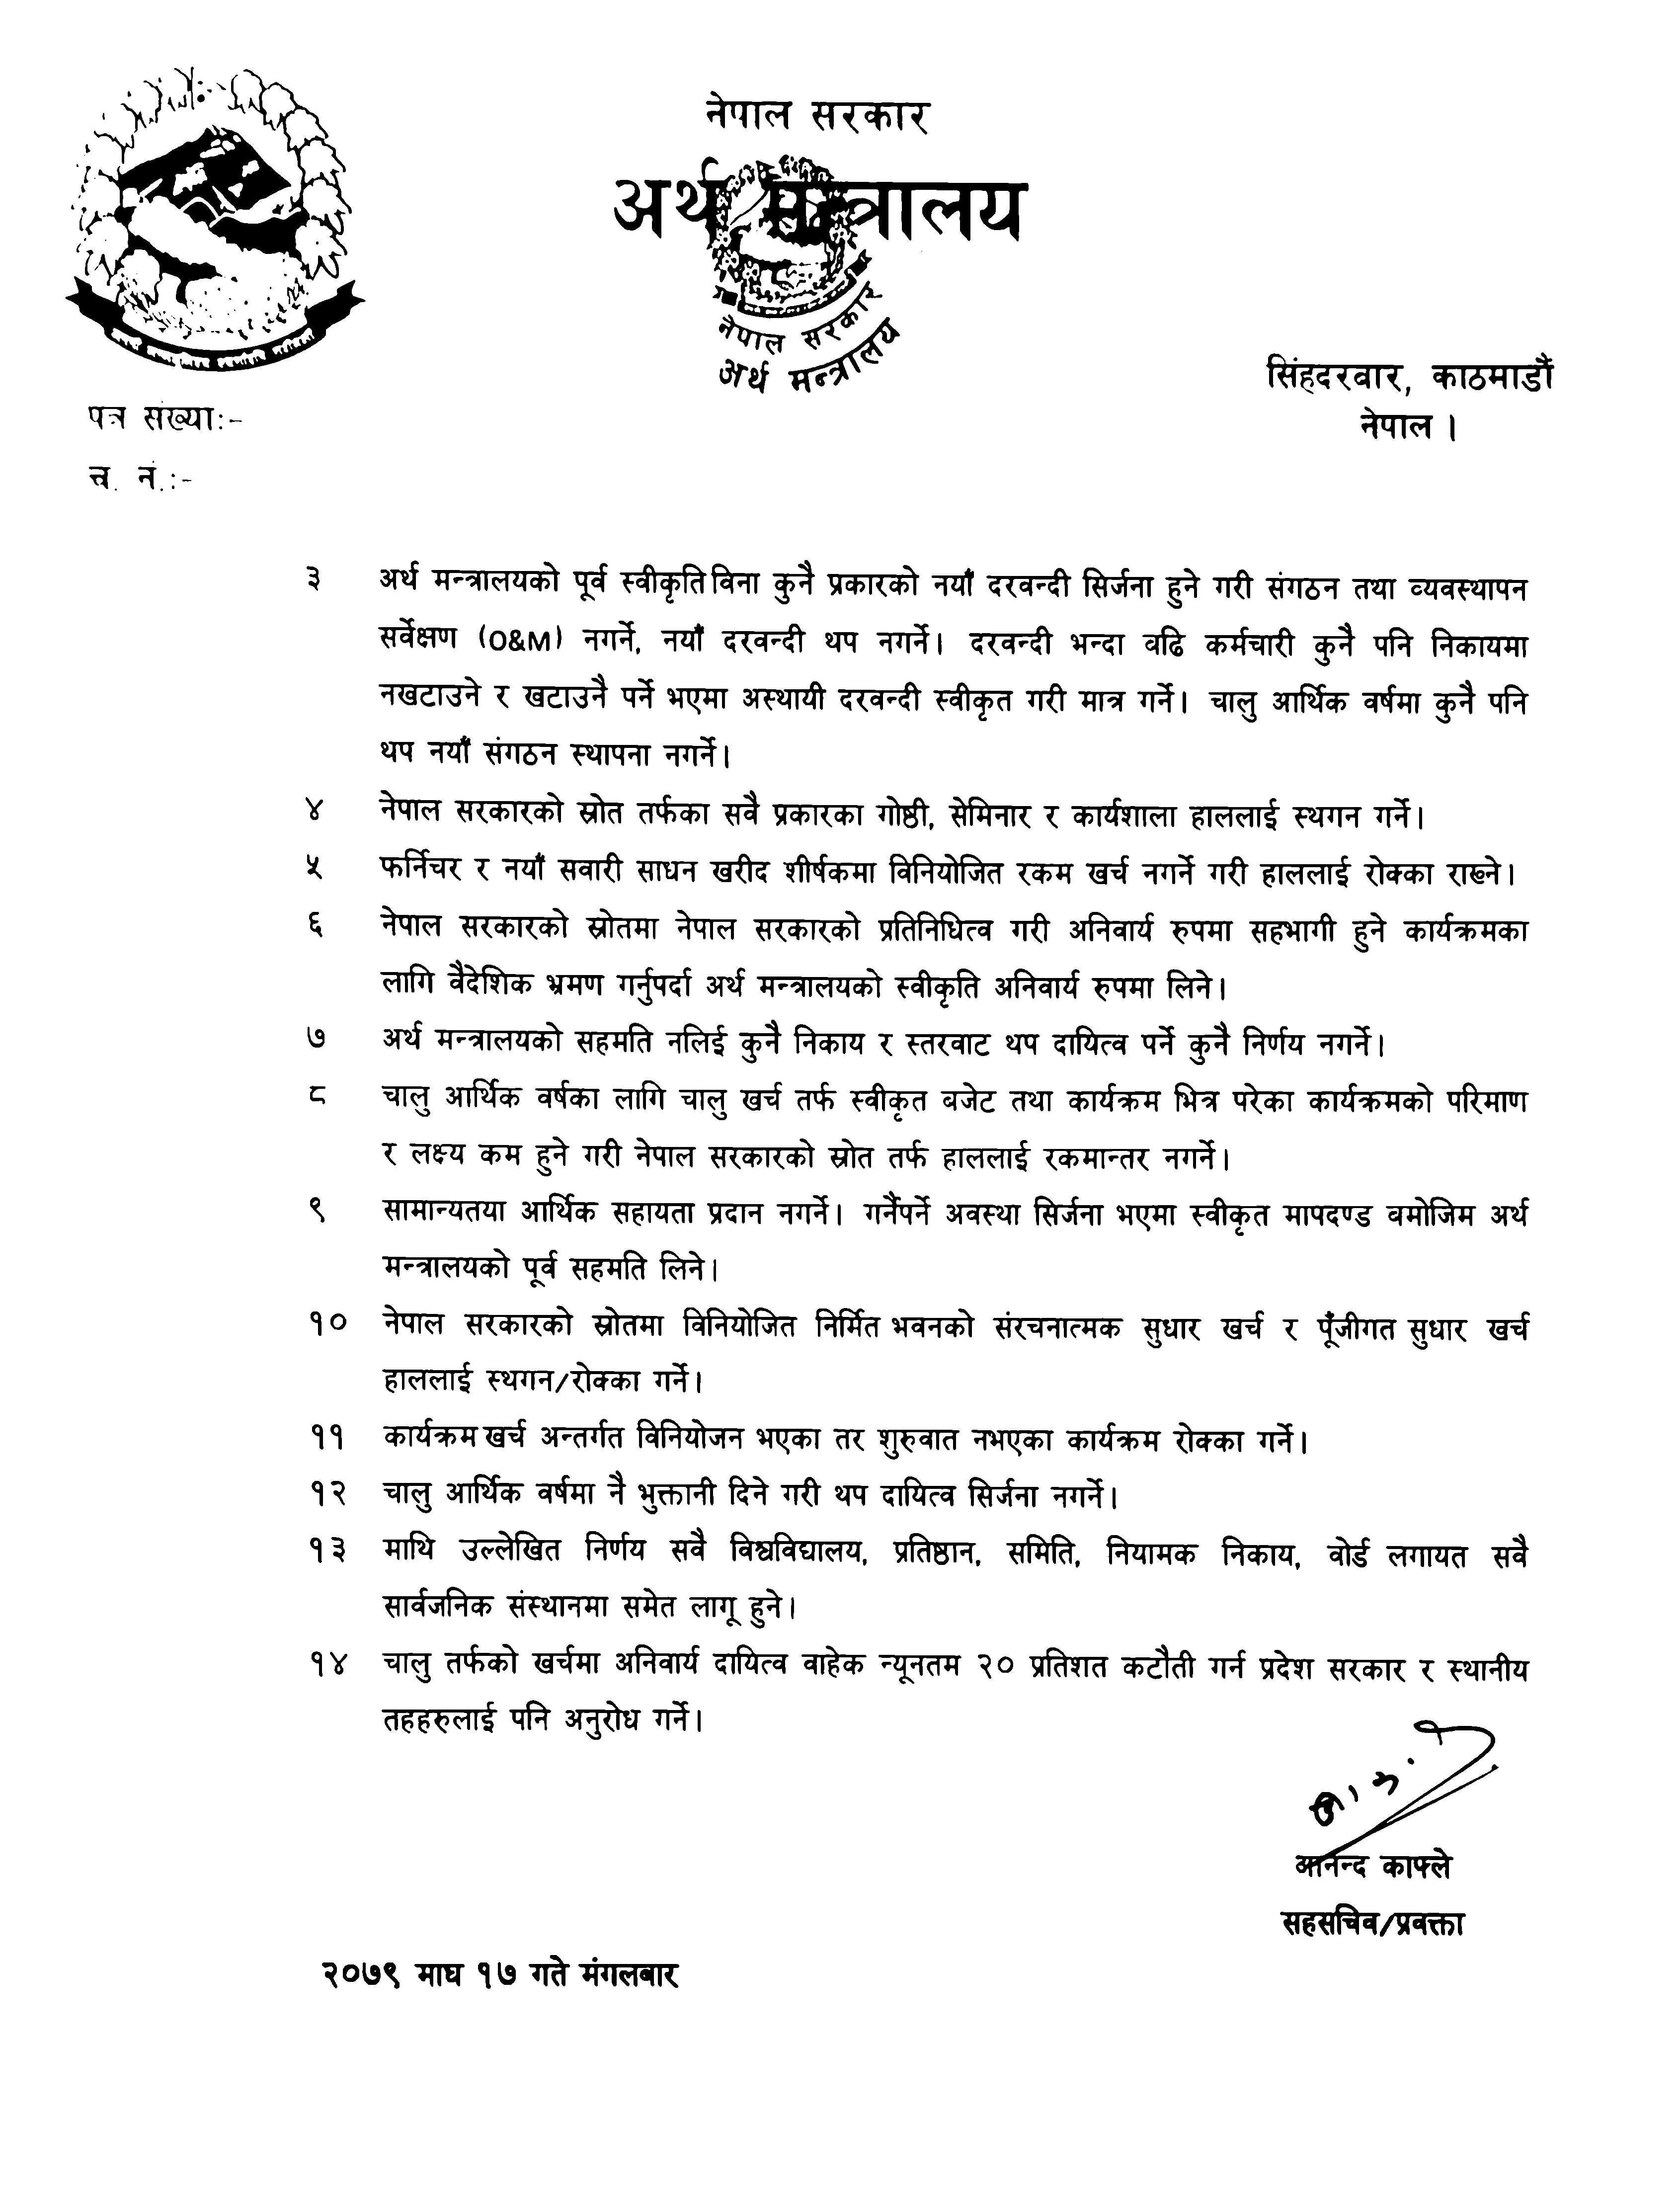 नेपाल सरकार
अर्थ मन्त्रालय
नेपाल सरकार
अर्थ मन्त्रालय
सिंहदरवार, काठमाडौं
नेपाल ।
पत्र संख्याः-
च. नं.:-
३ अर्थ मन्त्रालयको पूर्व स्वीकृति विना कुनै प्रकारको नयाँ दरवन्दी सिर्जना हुने गरी संगठन तथा व्यवस्थापन
सर्वेक्षण (O&M) नगर्ने, नयाँ दरवन्दी थप नगर्ने। दरवन्दी भन्दा वढि कर्मचारी कुनै पनि निकायमा
नखटाउने र खटाउनै पर्ने भएमा अस्थायी दरवन्दी स्वीकृत गरी मात्र गर्ने। चालु आर्थिक वर्षमा कुनै पनि
थप नयाँ संगठन स्थापना नगर्ने।
४ नेपाल सरकारको स्रोत तर्फका सवै प्रकारका गोष्ठी, सेमिनार र कार्यशाला हाललाई स्थगन गर्ने।
५ फर्निचर र नयाँ सवारी साधन खरीद शीर्षकमा विनियोजित रकम खर्च नगर्ने गरी हाललाई रोक्का राख्ने।
६ नेपाल सरकारको स्रोतमा नेपाल सरकारको प्रतिनिधित्व गरी अनिवार्य रुपमा सहभागी हुने कार्यक्रमका
लागि वैदेशिक भ्रमण गर्नुपर्दा अर्थ मन्त्रालयको स्वीकृति अनिवार्य रुपमा लिने।
७ अर्थ मन्त्रालयको सहमति नलिई कुनै निकाय र स्तरवाट थप दायित्व पर्ने कुनै निर्णय नगर्ने।
८ चालु आर्थिक वर्षका लागि चालु खर्च तर्फ स्वीकृत बजेट तथा कार्यक्रम भित्र परेका कार्यक्रमको परिमाण
र लक्ष्य कम हुने गरी नेपाल सरकारको स्रोत तर्फ हाललाई रकमान्तर नगर्ने।
९ सामान्यतया आर्थिक सहायता प्रदान नगर्ने। गर्नैपर्ने अवस्था सिर्जना भएमा स्वीकृत मापदण्ड वमोजिम अर्थ
मन्त्रालयको पूर्व सहमति लिने।
१० नेपाल सरकारको स्रोतमा विनियोजित निर्मित भवनको संरचनात्मक सुधार खर्च र पूँजीगत सुधार खर्च
हाललाई स्थगन/रोक्का गर्ने।
११ कार्यक्रम खर्च अन्तर्गत विनियोजन भएका तर शुरुवात नभएका कार्यक्रम रोक्का गर्ने।
१२ चालु आर्थिक वर्षमा नै भुक्तानी दिने गरी थप दायित्व सिर्जना नगर्ने।
१३ माथि उल्लेखित निर्णय सवै विश्वविद्यालय, प्रतिष्ठान, समिति, नियामक निकाय, वोर्ड लगायत सवै
सार्वजनिक संस्थानमा समेत लागू हुने।
१४ चालु तर्फको खर्चमा अनिवार्य दायित्व वाहेक न्यूनतम २० प्रतिशत कटौती गर्न प्रदेश सरकार र स्थानीय
तहहरुलाई पनि अनुरोध गर्ने।
आनन्द काफ्ले
सहसचिव/प्रवक्ता
२०७९ माघ १७ गते मंगलबार